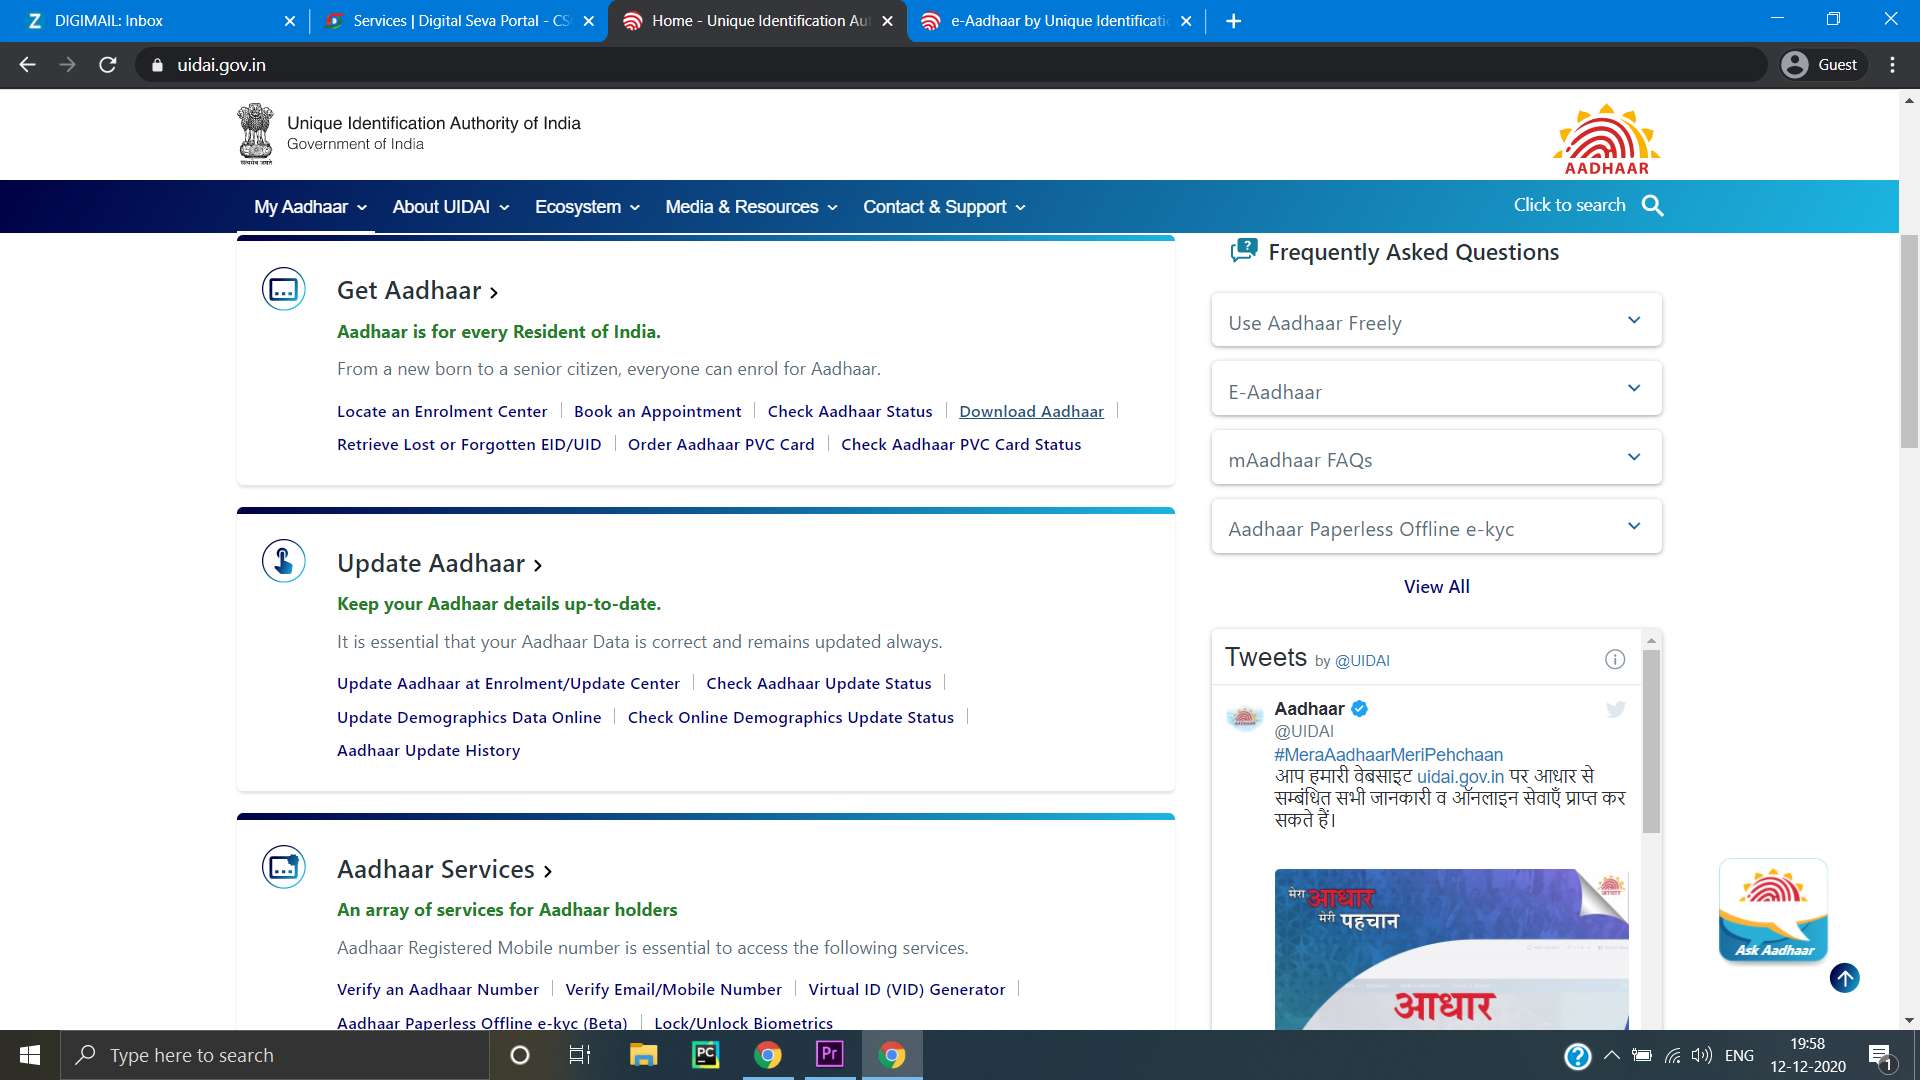 DIGIMAIL: Inbox
Services | Digital Seva Portal - CS
Home - Unique Identification Au
e-Aadhaar by Unique Identificati
uidai.gov.in
Guest
सत्यमेव जयते
Unique Identification Authority of India
Government of India
AADHAAR
My Aadhaar
About UIDAI
Ecosystem
Media & Resources
Contact & Support
Click to search
Get Aadhaar
Aadhaar is for every Resident of India.
From a new born to a senior citizen, everyone can enrol for Aadhaar.
Locate an Enrolment Center
Book an Appointment
Check Aadhaar Status
Download Aadhaar
Retrieve Lost or Forgotten EID/UID
Order Aadhaar PVC Card
Check Aadhaar PVC Card Status
Update Aadhaar
Keep your Aadhaar details up-to-date.
It is essential that your Aadhaar Data is correct and remains updated always.
Update Aadhaar at Enrolment/Update Center
Check Aadhaar Update Status
Update Demographics Data Online
Check Online Demographics Update Status
Aadhaar Update History
Aadhaar Services
An array of services for Aadhaar holders
Aadhaar Registered Mobile number is essential to access the following services.
Verify an Aadhaar Number
Verify Email/Mobile Number
Virtual ID (VID) Generator
Aadhaar Paperless Offline e-kyc (Beta)
Lock/Unlock Biometrics
Frequently Asked Questions
Use Aadhaar Freely
E-Aadhaar
mAadhaar FAQs
Aadhaar Paperless Offline e-kyc
View All
Tweets by @UIDAI
Aadhaar
@UIDAI
#MeraAadhaarMeriPehchaan
आप हमारी वेबसाइट uidai.gov.in पर आधार से
सम्बंधित सभी जानकारी व ऑनलाइन सेवाएँ प्राप्त कर
सकते हैं।
मेरा आधार
मेरी पहचान
आधार
Ask Aadhaar
Type here to search
PC
Pr
ENG
19:58
12-12-2020
1